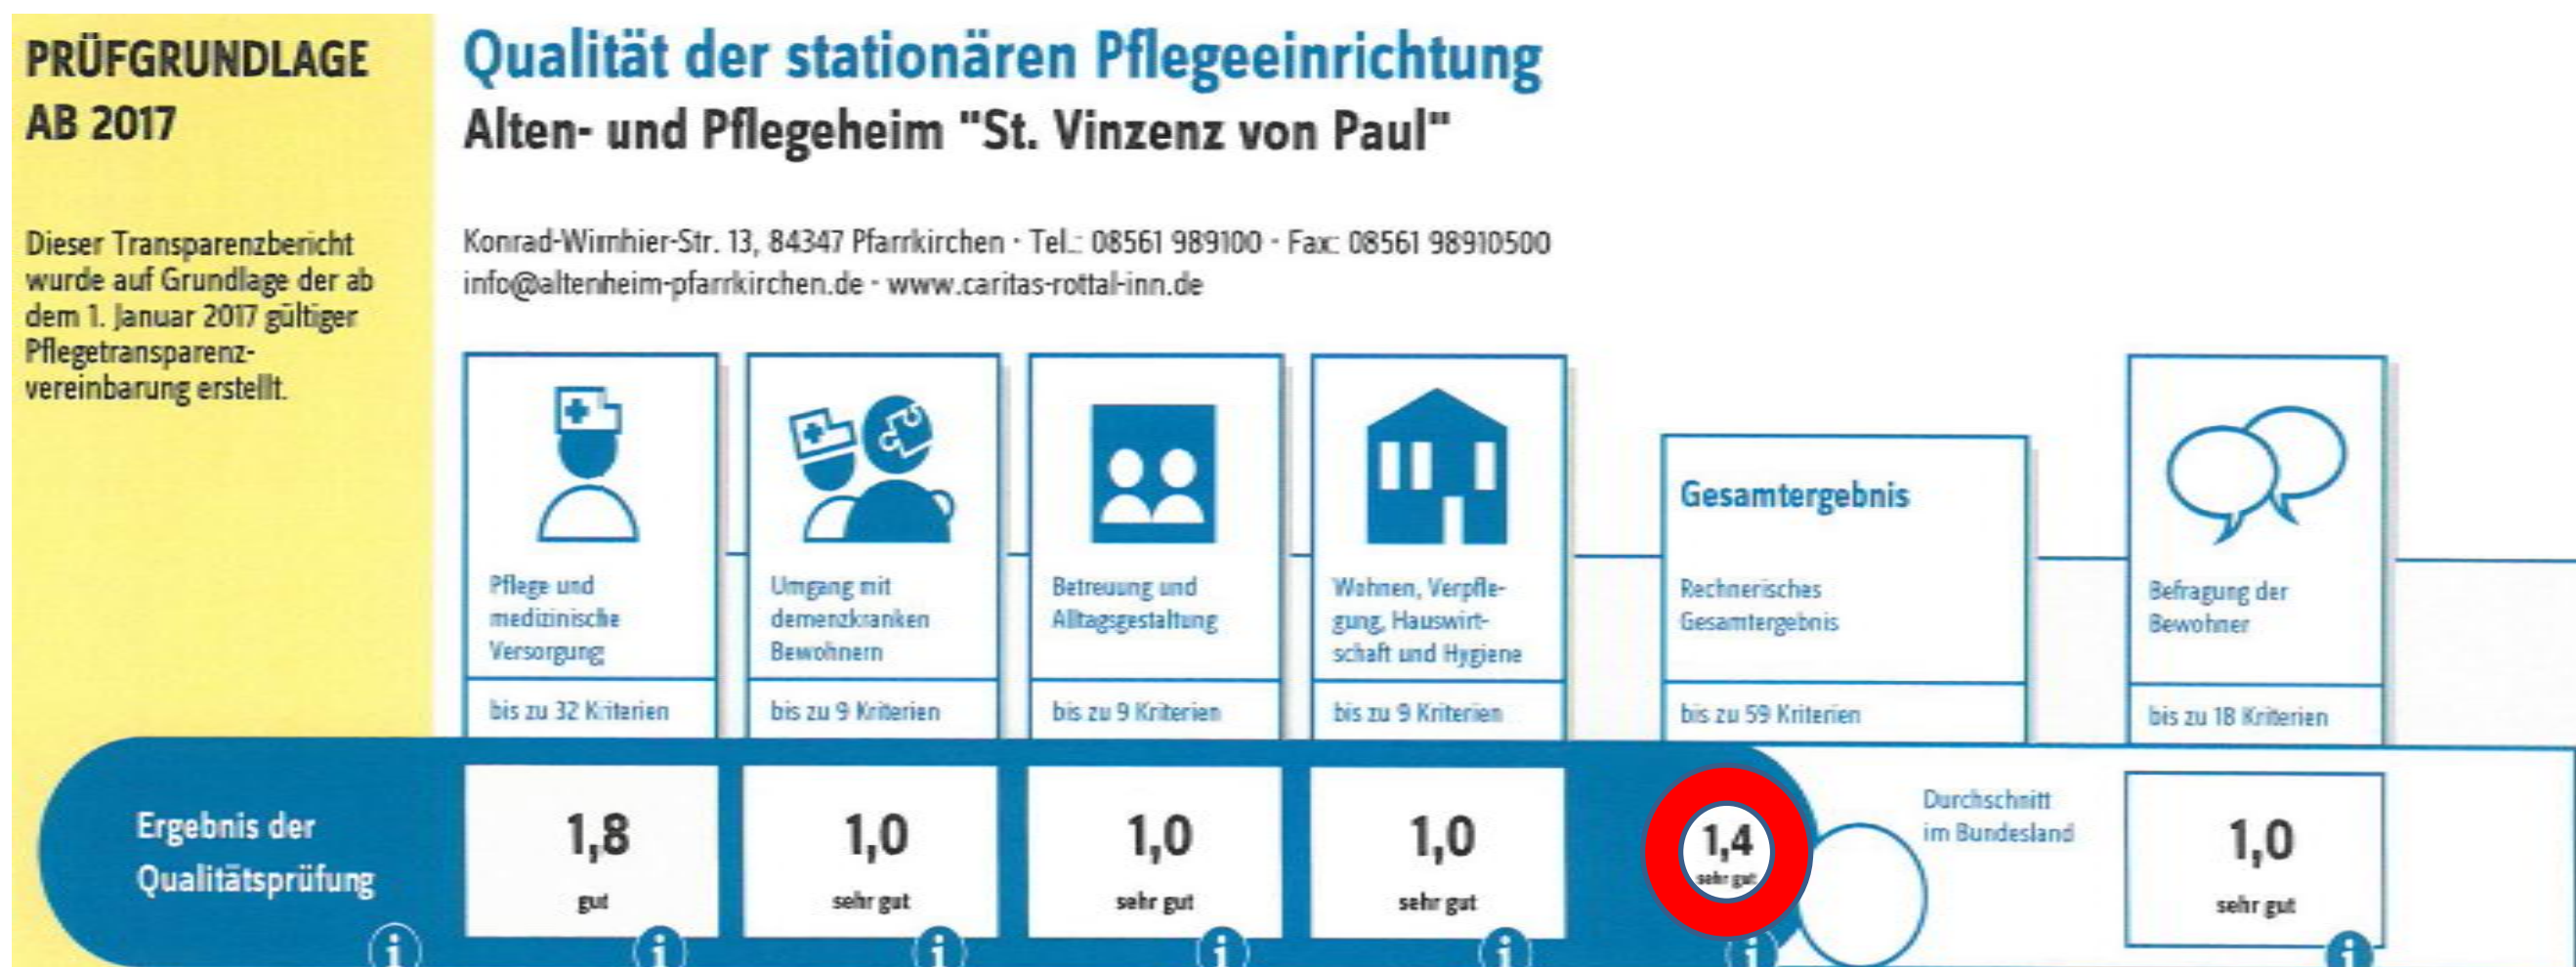 PRÜFGRUNDLAGE
AB 2017
Dieser Transparenzbericht
wurde auf Grundlage der ab
dem 1. Januar 2017 gültiger
Pflegetransparenz-
vereinbarung erstellt.
Qualität der stationären Pflegeeinrichtung
Alten- und Pflegeheim "St. Vinzenz von Paul"
Konrad-Wirnhier-Str. 13, 84347 Pfarrkirchen · Tel.: 08561 989100 - Fax: 08561 98910500
info@altenheim-pfarrkirchen.de - www.caritas-rottal-inn.de
Pflege und
medizinische
Versorgung
bis zu 32 Kriterien
Umgang mit
demenzkranken
Bewohnern
bis zu 9 Kriterien
Betreuung und
Alltagsgestaltung
bis zu 9 Kriterien
Wohnen, Verpfle-
gung, Hauswirt-
schaft und Hygiene
bis zu 9 Kriterien
Gesamtergebnis
Rechnerisches
Gesamtergebnis
bis zu 59 Kriterien
Befragung der
Bewohner
bis zu 18 Kriterien
Ergebnis der
Qualitätsprüfung
1,8
gut
1,0
sehr gut
1,0
sehr gut
1,0
sehr gut
1,4
sehr gut
Durchschnitt
im Bundesland
1,0
sehr gut